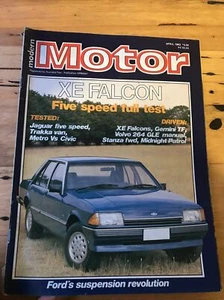 modern
Motor
XE FALCON
Five speed full test
TESTED:
Jaguar five speed,
Trakka van,
Metro Vs Civic
DRIVEN:
XE Falcons, Gemini TF,
Volvo 264 GLE manual,
Stanza fwd, Midnight Patrol
Ford's suspension revolution